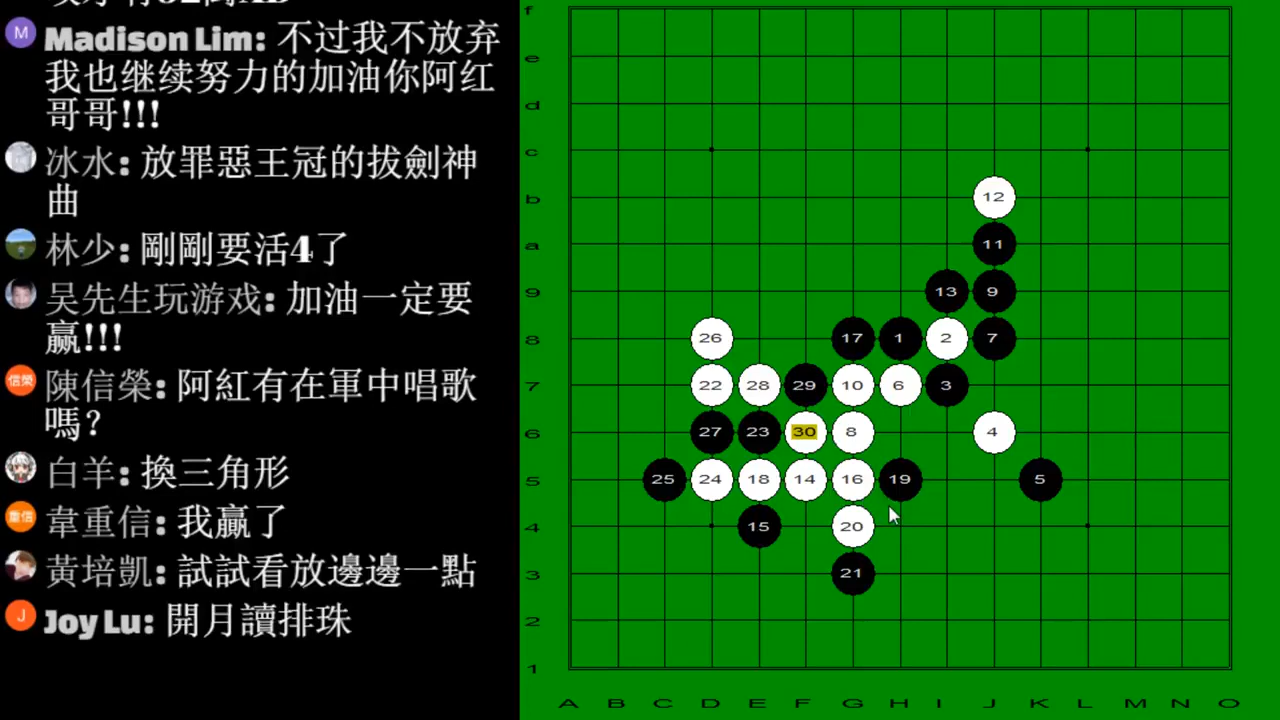 M Madison Lim: 不过我不放弃
我也继续努力的加油你阿红
哥哥!!!
冰水: 放罪惡王冠的拔劍神
曲
林少: 剛剛要活4了
吴先生玩游戏: 加油一定要
赢!!!
信榮 陳信榮: 阿紅有在軍中唱歌
嗎?
白羊: 換三角形
重信 韋重信: 我贏了
黃培凱: 試試看放邊邊一點
J Joy Lu: 開月讀排珠
f
e
d
c
b 12
a 11
9 13 9
8 26 17 1 2 7
7 22 28 29 10 6 3
6 27 23 30 8 4
5 25 24 18 14 16 19 5
4 15 20
3 21
2
1
A B C D E F G H I J K L M N O